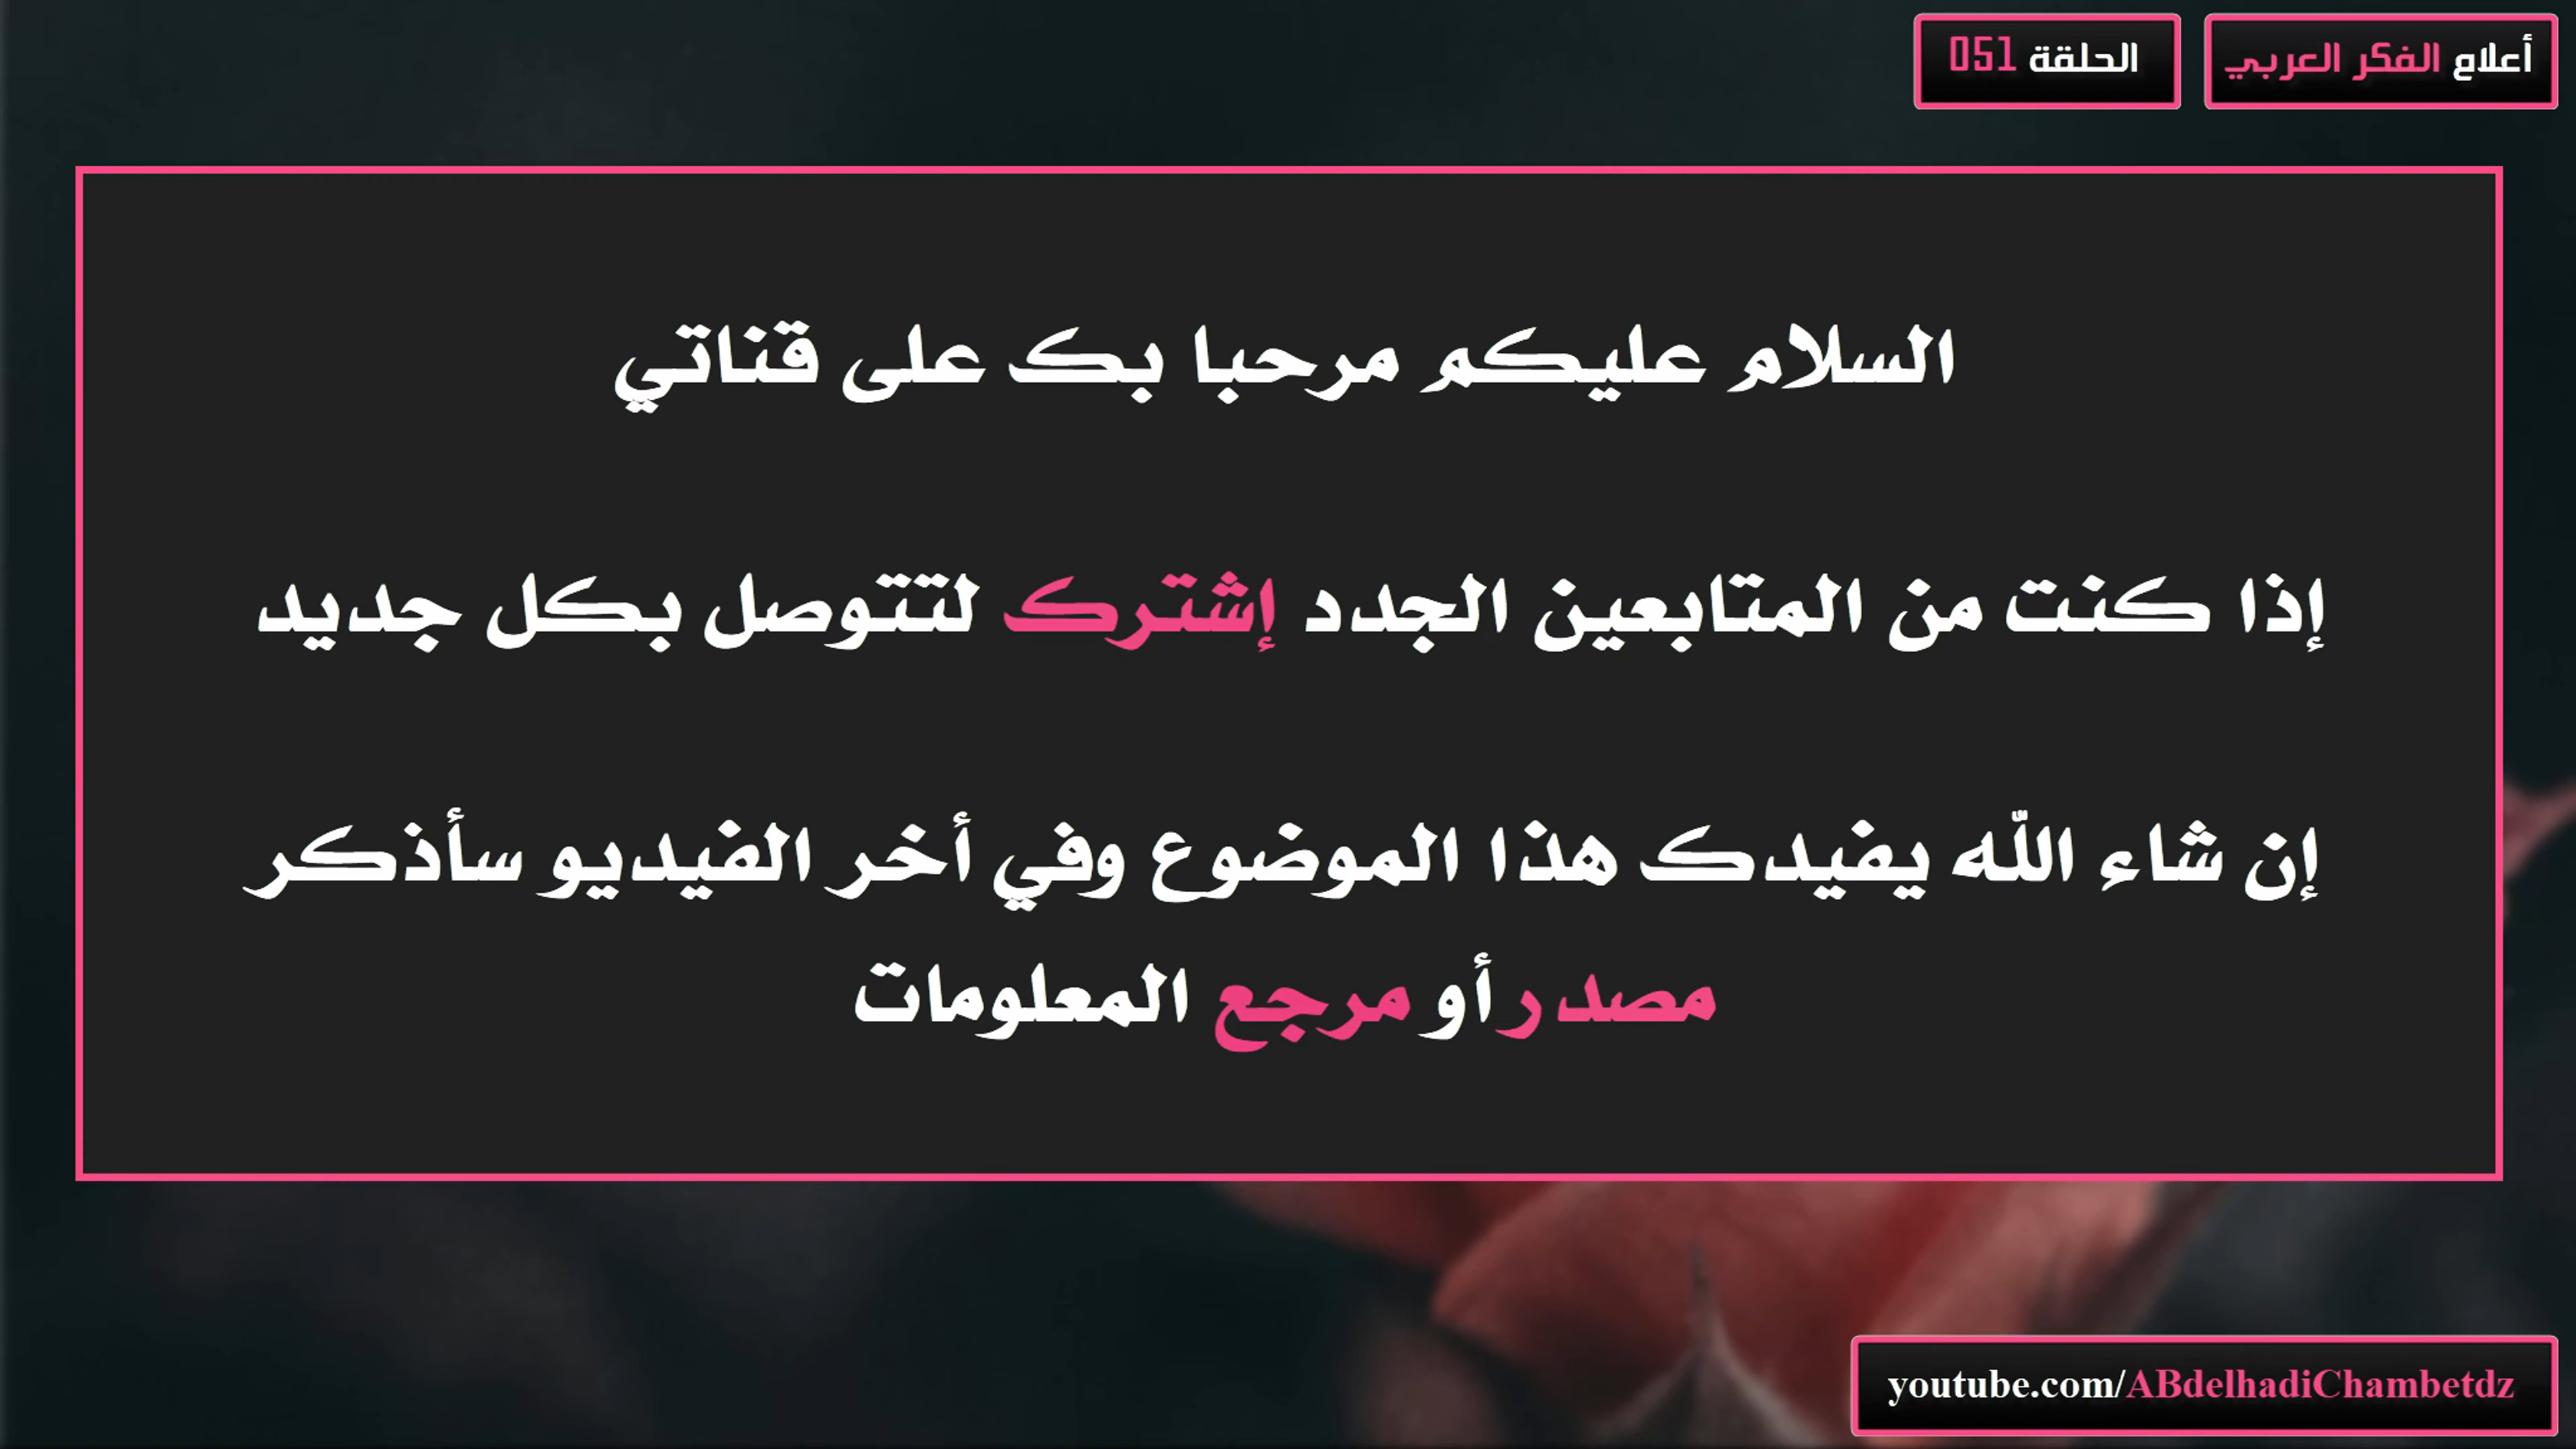 أعلام الفكر العربي
الحلقة 051
السلام عليكم مرحبا بك على قناتي
إذا كنت من المتابعين الجدد إشترك لتتوصل بكل جديد
إن شاء الله يفيدك هذا الموضوع وفي أخر الفيديو سأذكر
مصدر أو مرجع المعلومات
youtube.com/ABdelhadiChambetdz